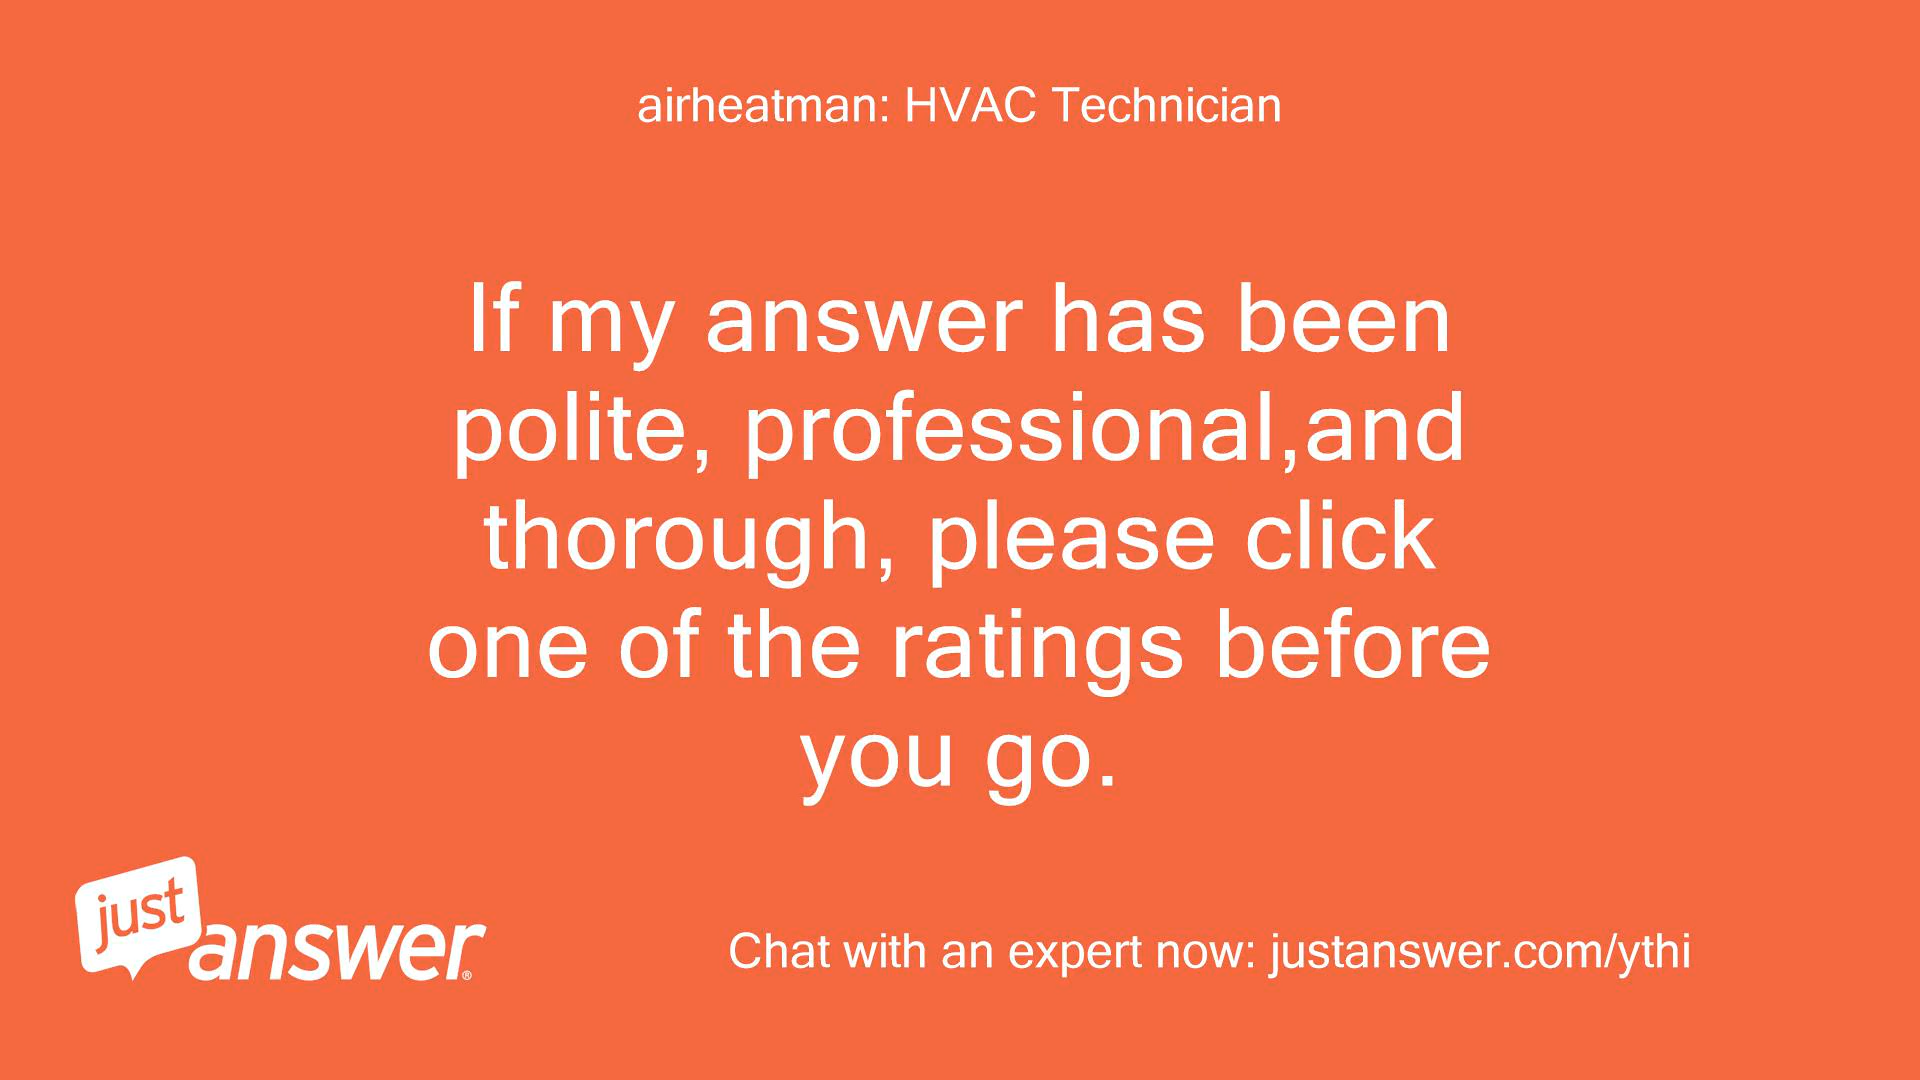 airheatman: HVAC Technician
If my answer has been
polite, professional,and
thorough, please click
one of the ratings before
you go.
just
answer®
Chat with an expert now: justanswer.com/ythi